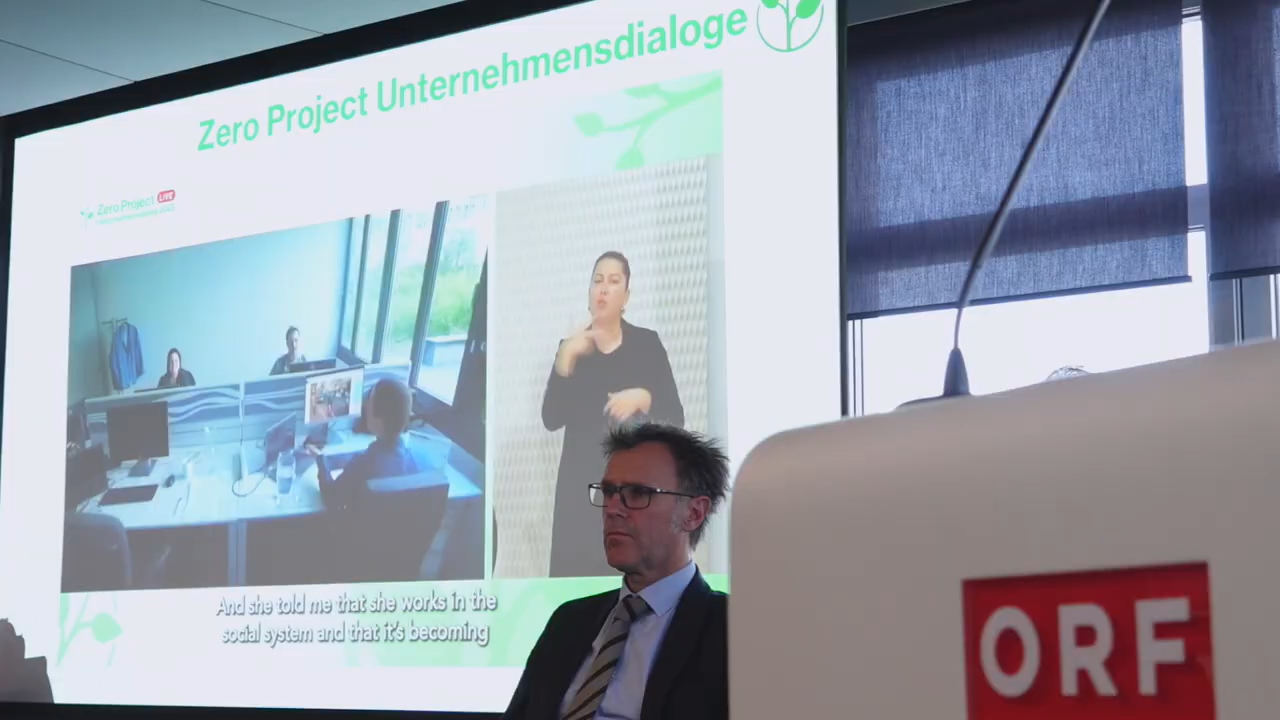 Zero Project Unternehmensdialoge
Zero Project LIVE
And she told me that she works in the
social system and that it's becoming
ORF